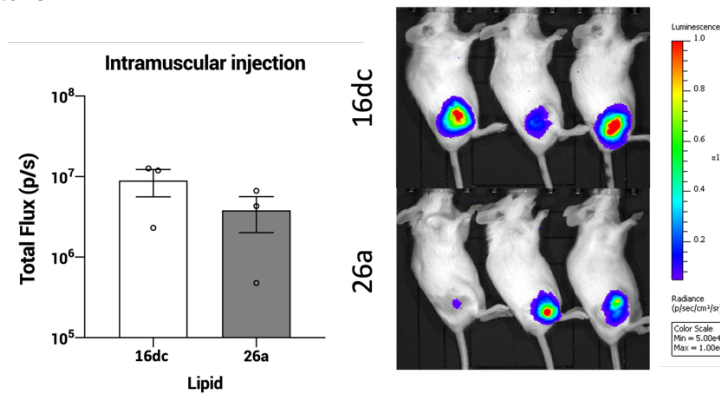 Intramuscular injection
Total Flux (p/s)
10⁸
10⁷
10⁶
10⁵
16dc
26a
Lipid
16dc
26a
Luminescence
1.0
0.8
0.6
0.4
0.2
Radiance
(p/sec/cm²/sr)
Color Scale
Min = 5.00e4
Max = 1.00e